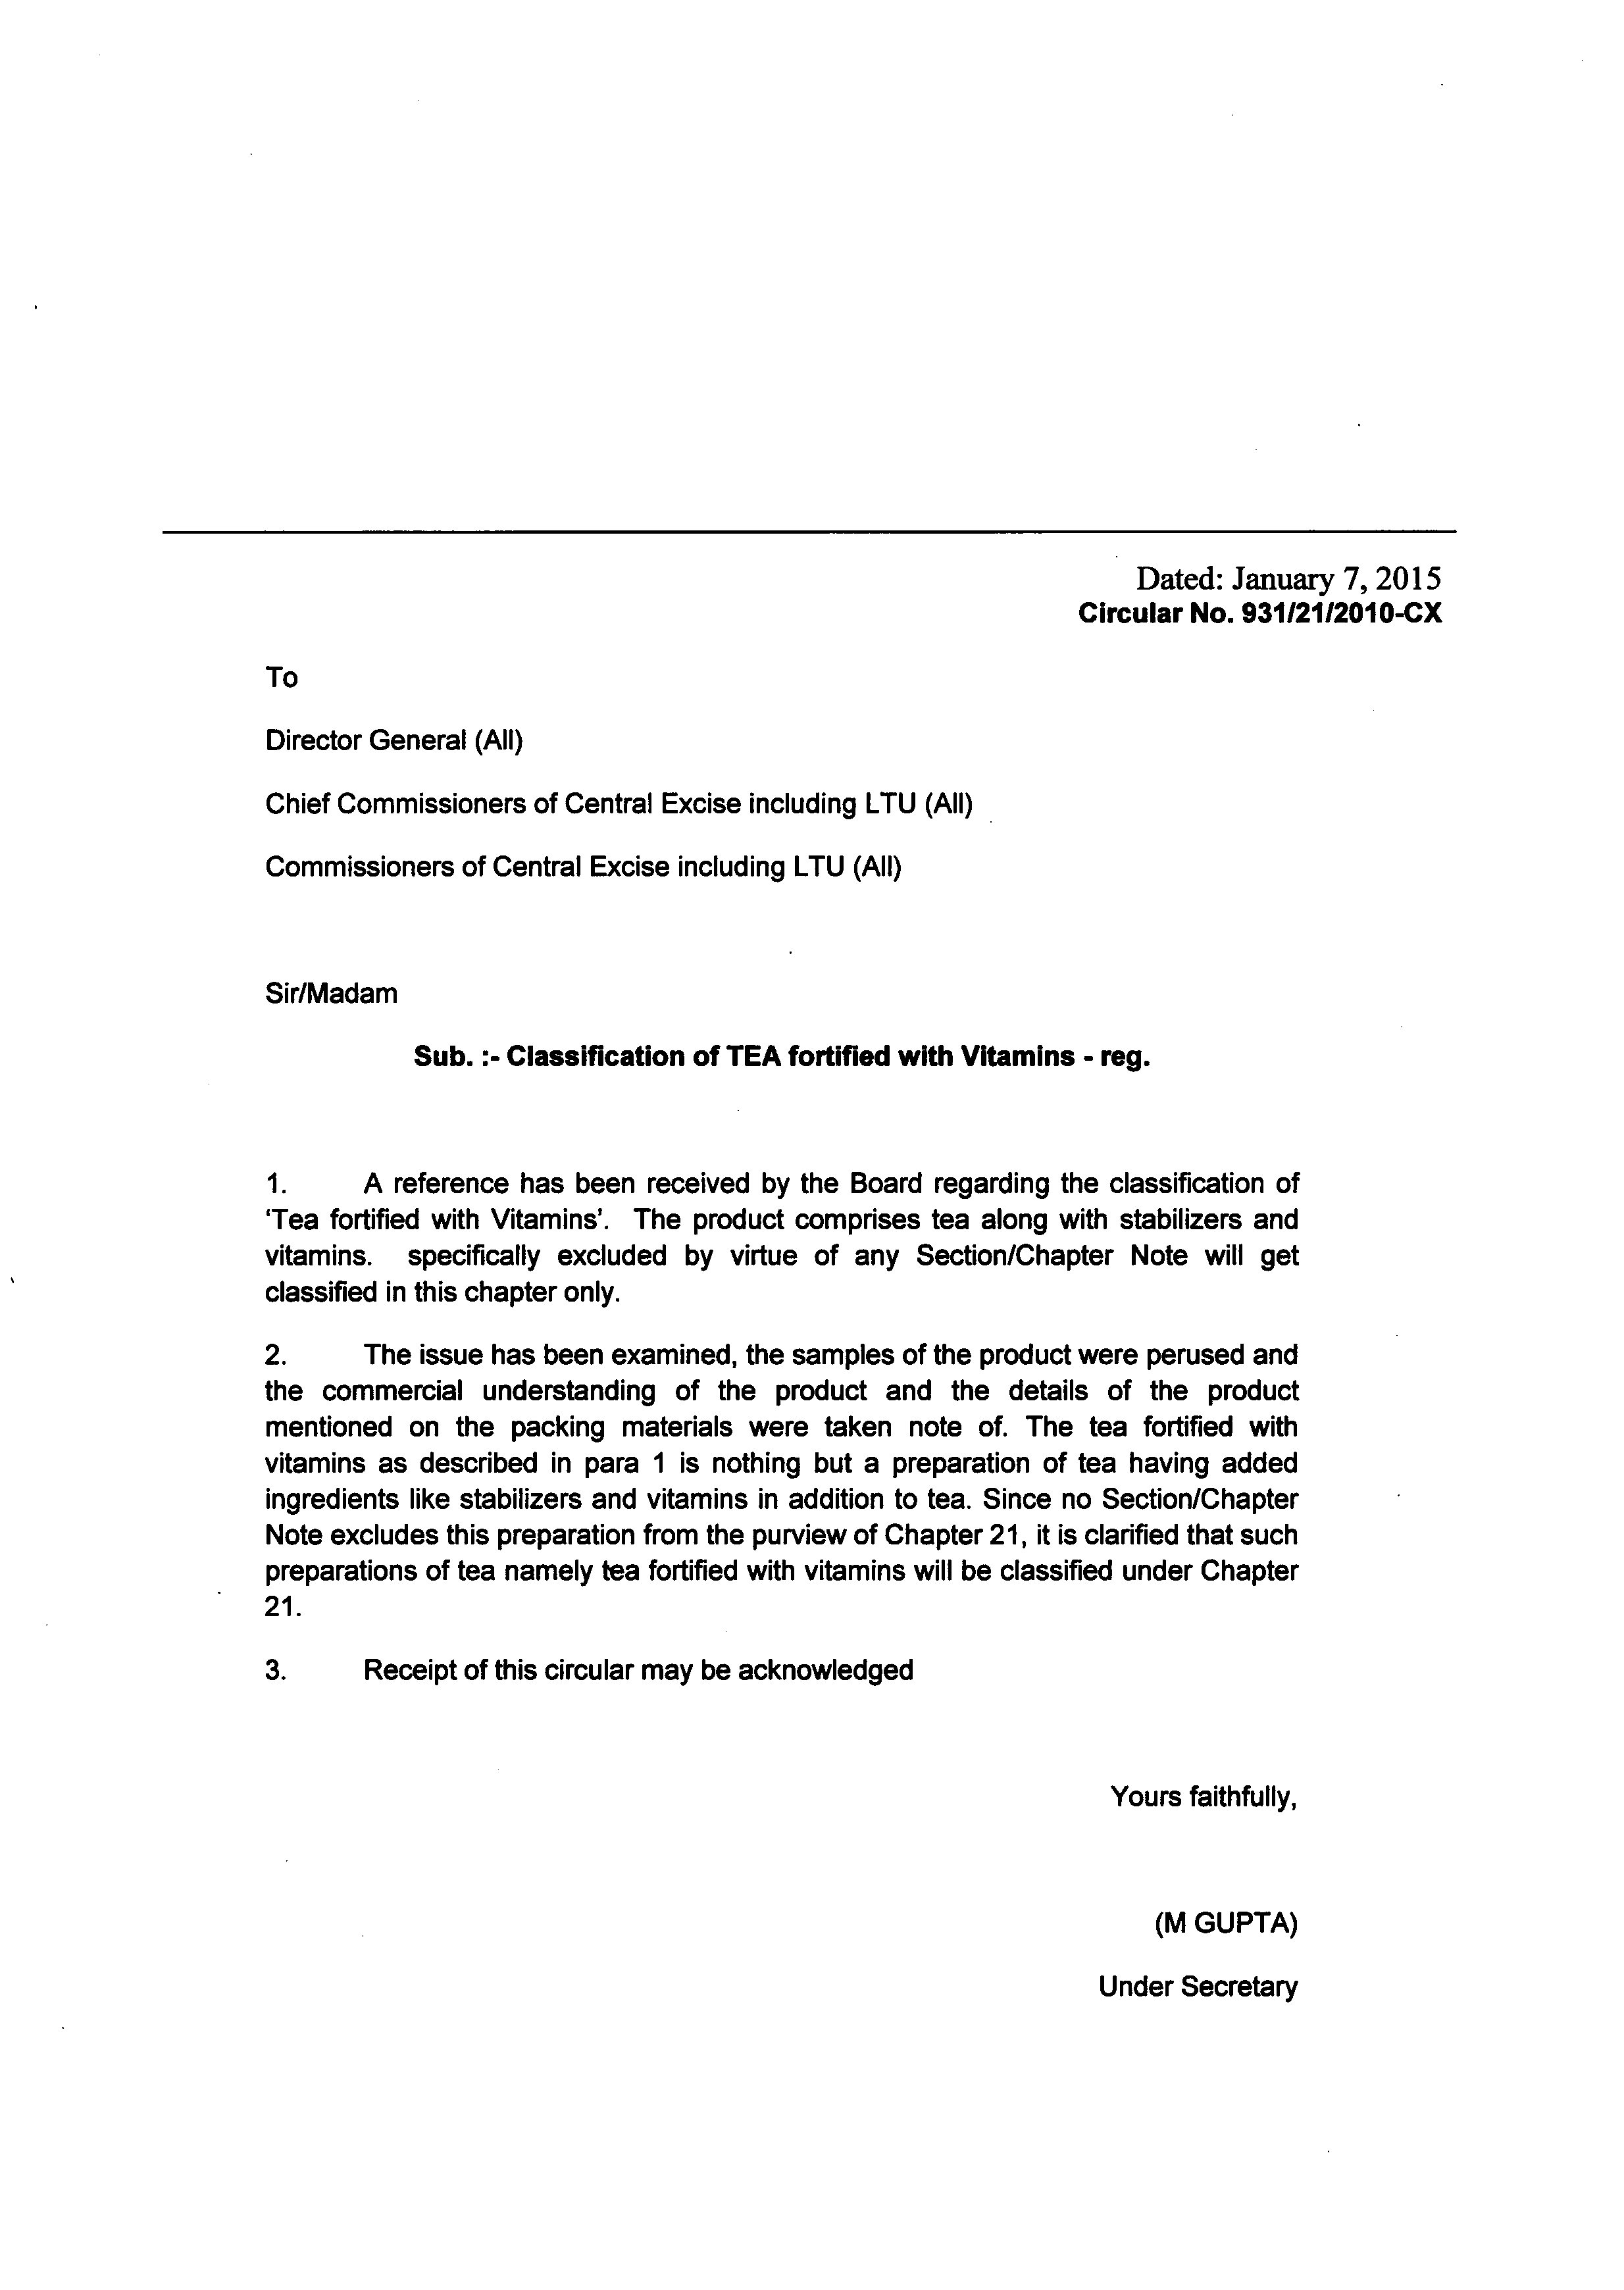 Dated: January 7, 2015
Circular No. 931/21/2010-CX
To
Director General (All)
Chief Commissioners of Central Excise including LTU (All)
Commissioners of Central Excise including LTU (All)
Sir/Madam
Sub. :- Classification of TEA fortified with Vitamins - reg.
1. A reference has been received by the Board regarding the classification of
‘Tea fortified with Vitamins’. The product comprises tea along with stabilizers and
vitamins. specifically excluded by virtue of any Section/Chapter Note will get
classified in this chapter only.
2. The issue has been examined, the samples of the product were perused and
the commercial understanding of the product and the details of the product
mentioned on the packing materials were taken note of. The tea fortified with
vitamins as described in para 1 is nothing but a preparation of tea having added
ingredients like stabilizers and vitamins in addition to tea. Since no Section/Chapter
Note excludes this preparation from the purview of Chapter 21, it is clarified that such
preparations of tea namely tea fortified with vitamins will be classified under Chapter
21.
3. Receipt of this circular may be acknowledged
Yours faithfully,
(M GUPTA)
Under Secretary